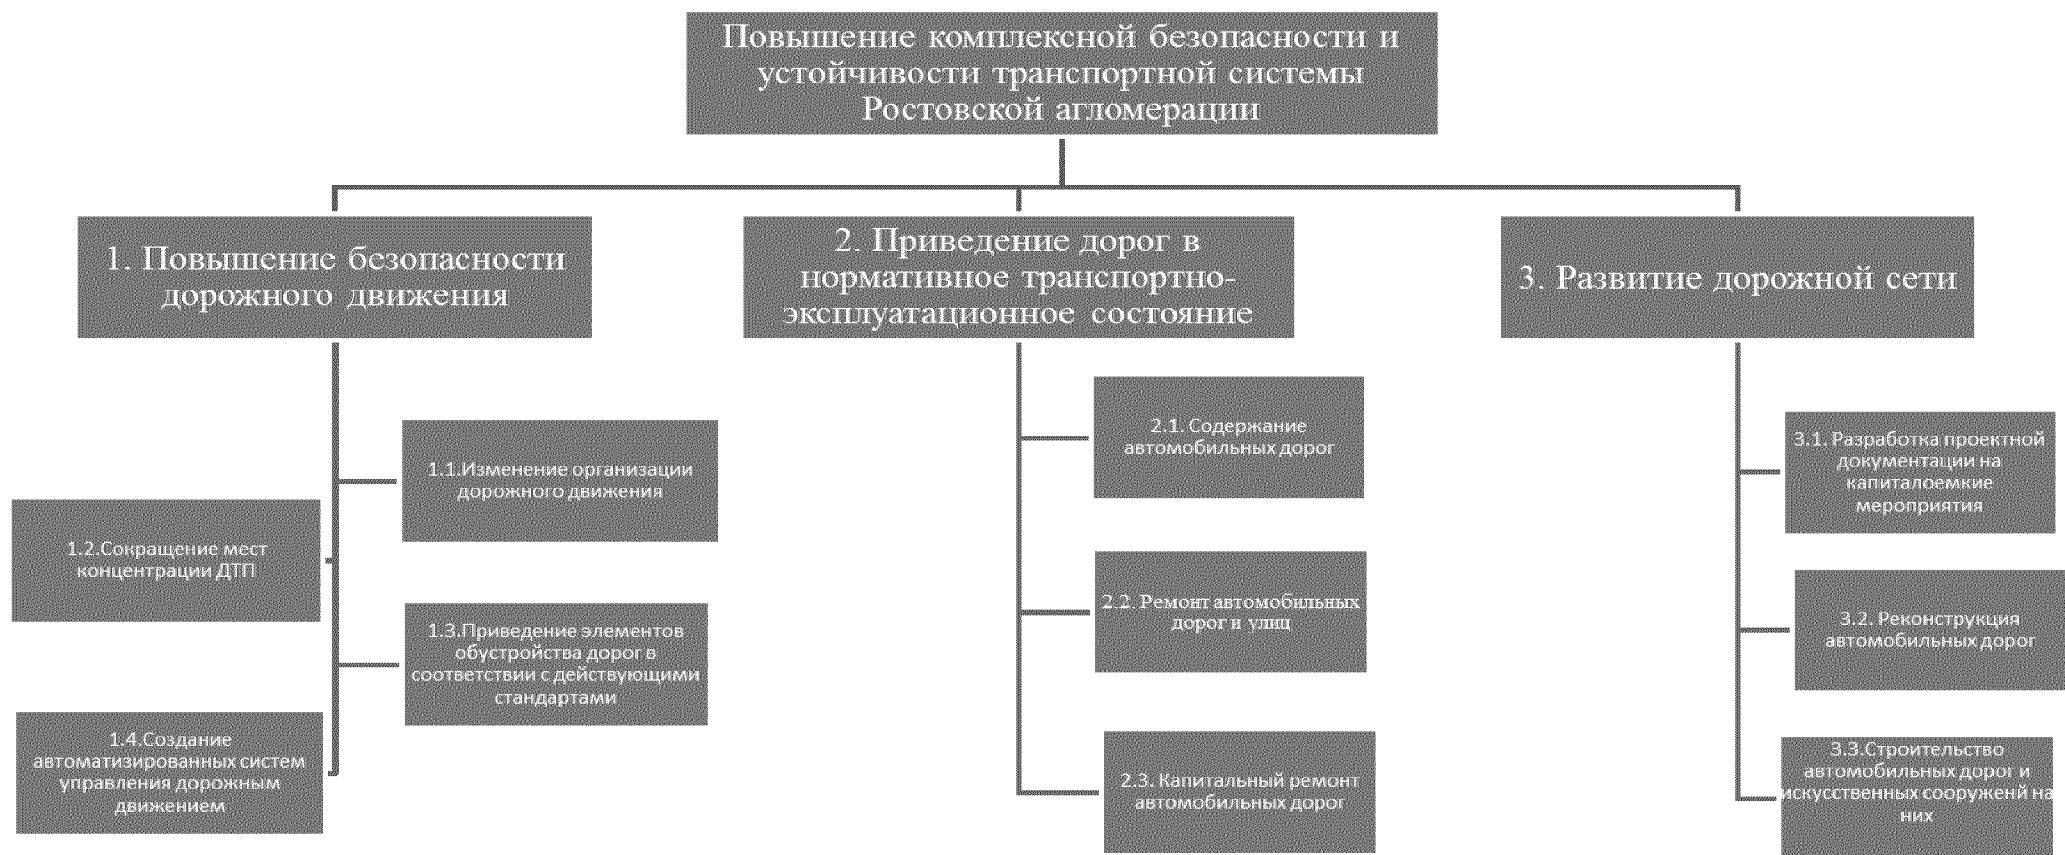 Повышение комплексной безопасности и
устойчивости транспортной системы
Ростовской агломерации
1. Повышение безопасности
дорожного движения
2. Приведение дорог в
нормативное транспортно-
эксплуатационное состояние
3. Развитие дорожной сети
1.1.Изменение организации
дорожного движения
1.2.Сокращение мест
концентрации ДТП
1.3.Приведение элементов
обустройства дорог в
соответствии с действующими
стандартами
1.4.Создание
автоматизированных систем
управления дорожным
движением
2.1. Содержание
автомобильных дорог
2.2. Ремонт автомобильных
дорог и улиц
2.3. Капитальный ремонт
автомобильных дорог
3.1. Разработка проектной
документации на
капиталоемкие
мероприятия
3.2. Реконструкция
автомобильных дорог
3.3.Строительство
автомобильных дорог и
искусственных сооруженй на
них